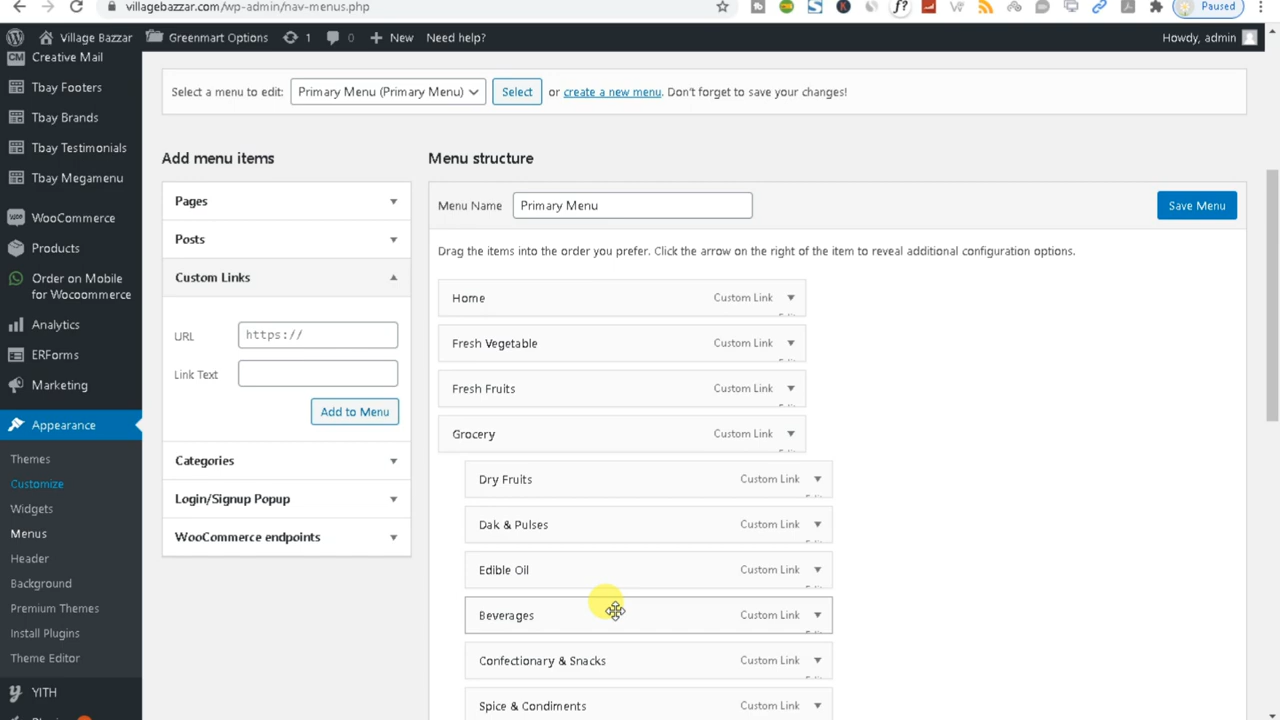 villagebazzar.com/wp-admin/nav-menus.php
Paused
Village Bazzar
Greenmart Options
1
0
New
Need help?
Howdy, admin
Creative Mail
Tbay Footers
Tbay Brands
Tbay Testimonials
Tbay Megamenu
WooCommerce
Products
Order on Mobile
for Wocoommerce
Analytics
ERForms
Marketing
Appearance
Themes
Customize
Widgets
Menus
Header
Background
Premium Themes
Install Plugins
Theme Editor
YITH
Select a menu to edit:
Primary Menu (Primary Menu)
Select
or create a new menu. Don't forget to save your changes!
Add menu items
Pages
Posts
Custom Links
URL
https://
Link Text
Add to Menu
Categories
Login/Signup Popup
WooCommerce endpoints
Menu structure
Menu Name
Primary Menu
Save Menu
Drag the items into the order you prefer. Click the arrow on the right of the item to reveal additional configuration options.
Home Custom Link
Fresh Vegetable Custom Link
Fresh Fruits Custom Link
Grocery Custom Link
Dry Fruits Custom Link
Dak & Pulses Custom Link
Edible Oil Custom Link
Beverages Custom Link
Confectionary & Snacks Custom Link
Spice & Condiments Custom Link